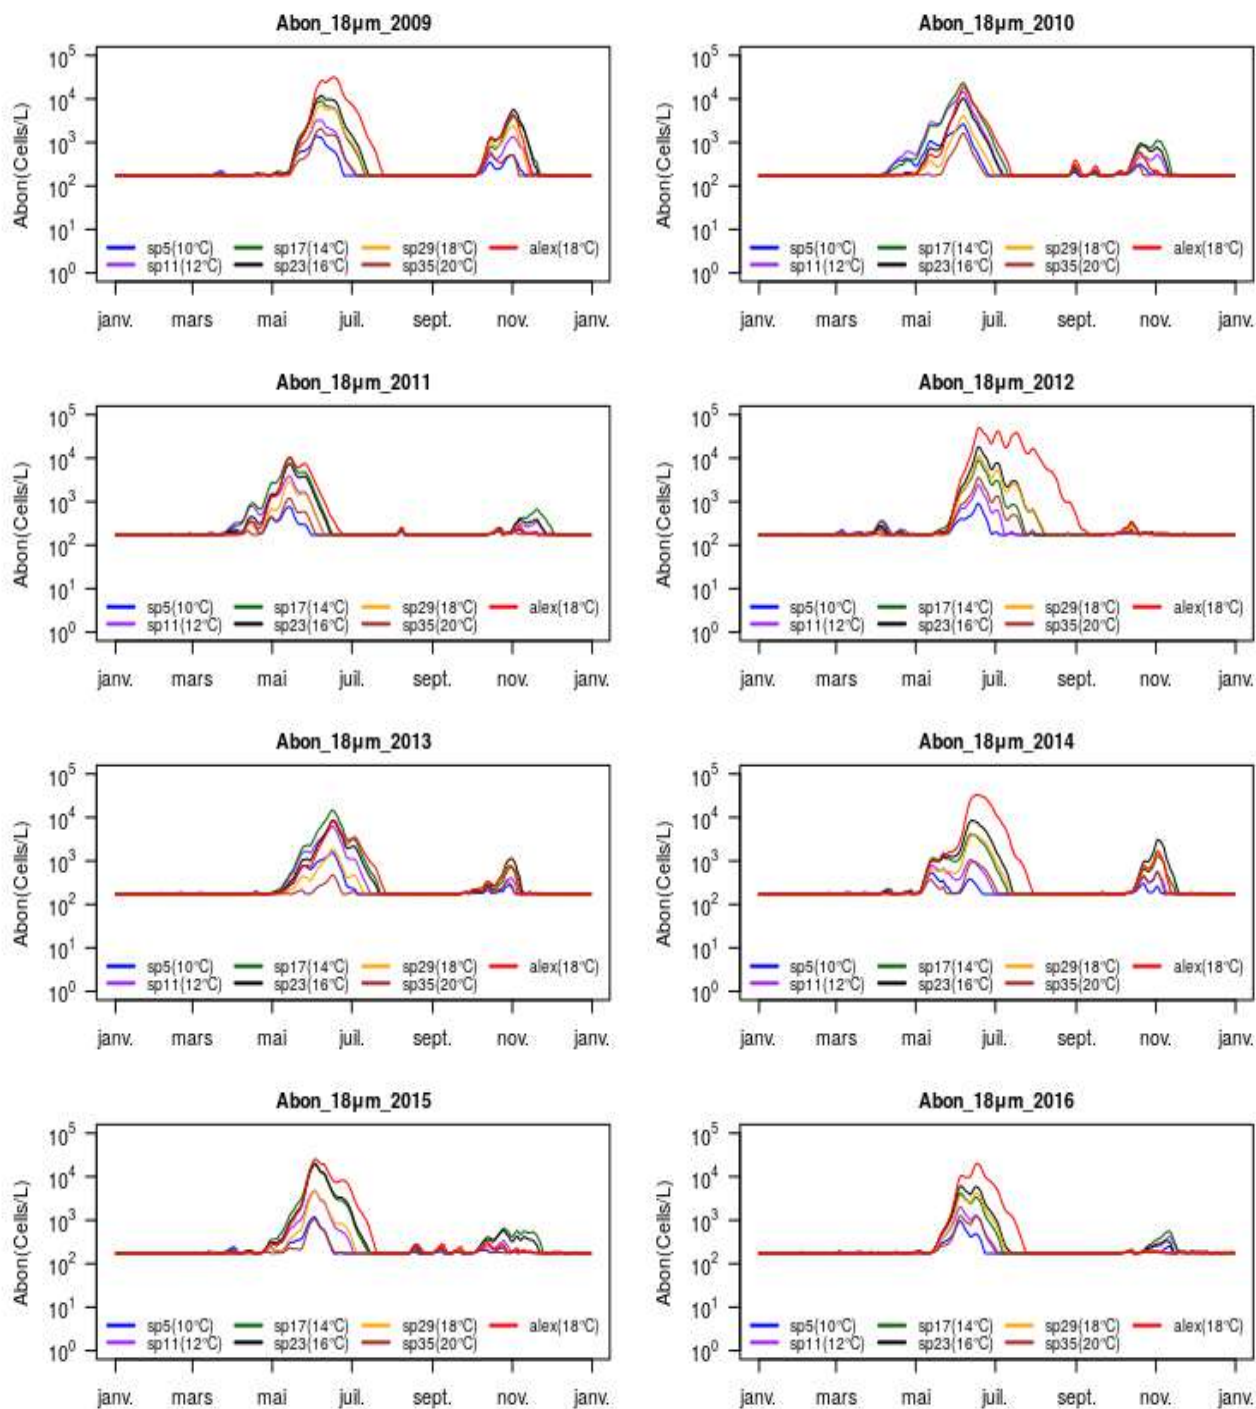 Abon_18µm_2009
Abon(Cells/L)
10⁵
10⁴
10³
10²
10¹
10⁰
sp5(10°C) sp17(14°C) sp29(18°C) alex(18°C)
sp11(12°C) sp23(16°C) sp35(20°C)
janv. mars mai juil. sept. nov. janv.
Abon_18µm_2010
Abon(Cells/L)
10⁵
10⁴
10³
10²
10¹
10⁰
sp5(10°C) sp17(14°C) sp29(18°C) alex(18°C)
sp11(12°C) sp23(16°C) sp35(20°C)
janv. mars mai juil. sept. nov. janv.
Abon_18µm_2011
Abon(Cells/L)
10⁵
10⁴
10³
10²
10¹
10⁰
sp5(10°C) sp17(14°C) sp29(18°C) alex(18°C)
sp11(12°C) sp23(16°C) sp35(20°C)
janv. mars mai juil. sept. nov. janv.
Abon_18µm_2012
Abon(Cells/L)
10⁵
10⁴
10³
10²
10¹
10⁰
sp5(10°C) sp17(14°C) sp29(18°C) alex(18°C)
sp11(12°C) sp23(16°C) sp35(20°C)
janv. mars mai juil. sept. nov. janv.
Abon_18µm_2013
Abon(Cells/L)
10⁵
10⁴
10³
10²
10¹
10⁰
sp5(10°C) sp17(14°C) sp29(18°C) alex(18°C)
sp11(12°C) sp23(16°C) sp35(20°C)
janv. mars mai juil. sept. nov. janv.
Abon_18µm_2014
Abon(Cells/L)
10⁵
10⁴
10³
10²
10¹
10⁰
sp5(10°C) sp17(14°C) sp29(18°C) alex(18°C)
sp11(12°C) sp23(16°C) sp35(20°C)
janv. mars mai juil. sept. nov. janv.
Abon_18µm_2015
Abon(Cells/L)
10⁵
10⁴
10³
10²
10¹
10⁰
sp5(10°C) sp17(14°C) sp29(18°C) alex(18°C)
sp11(12°C) sp23(16°C) sp35(20°C)
janv. mars mai juil. sept. nov. janv.
Abon_18µm_2016
Abon(Cells/L)
10⁵
10⁴
10³
10²
10¹
10⁰
sp5(10°C) sp17(14°C) sp29(18°C) alex(18°C)
sp11(12°C) sp23(16°C) sp35(20°C)
janv. mars mai juil. sept. nov. janv.